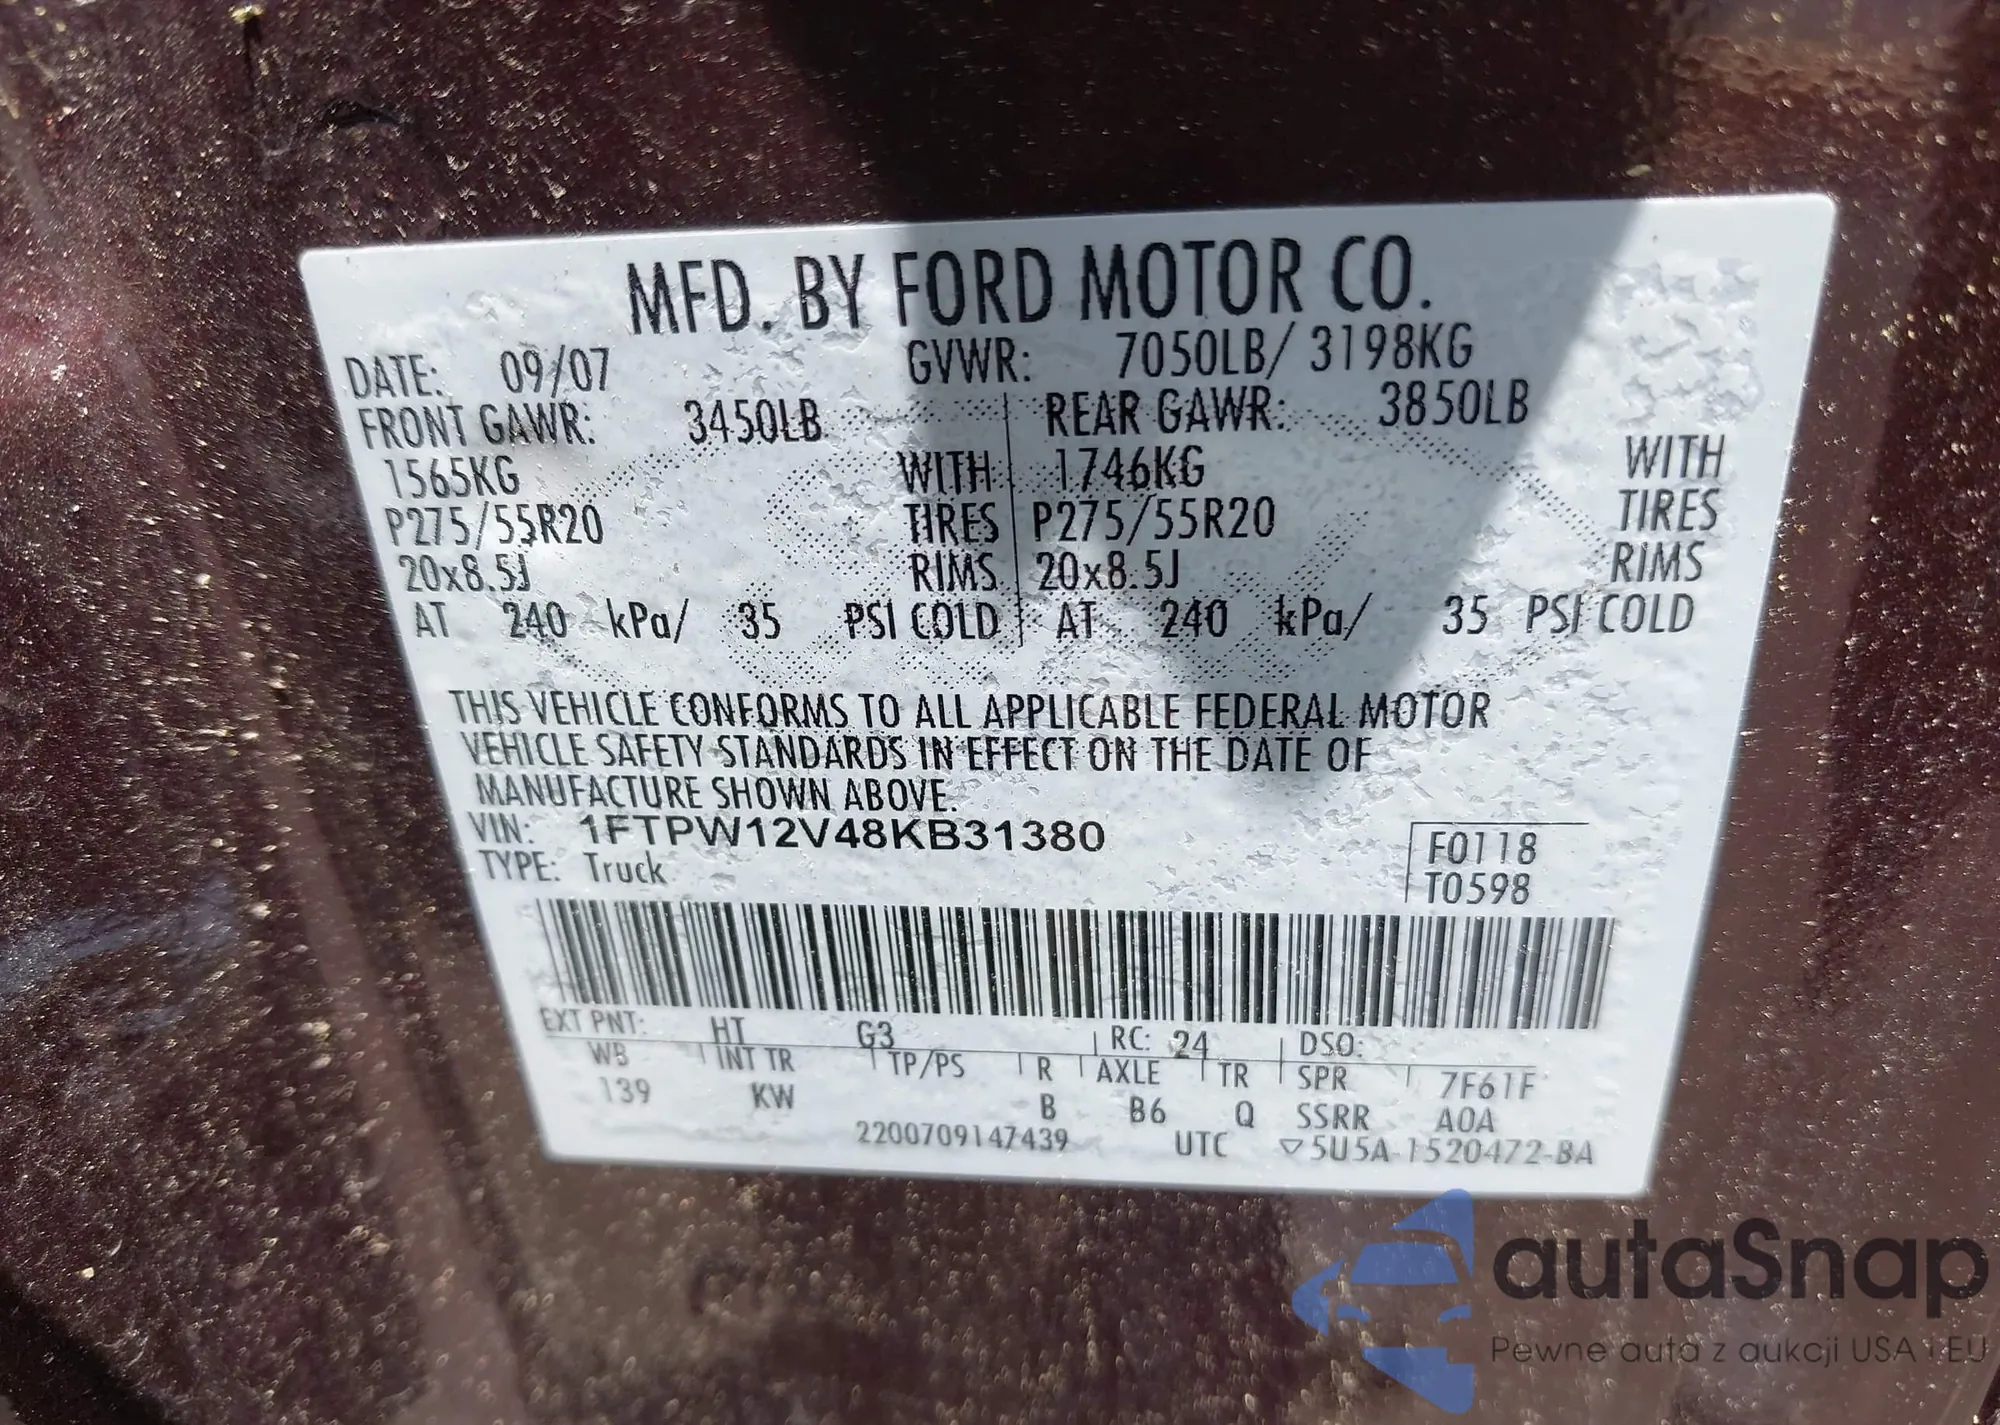 MFD. BY FORD MOTOR CO.
DATE: 09/07 GVWR: 7050LB/ 3198KG
FRONT GAWR: 3450LB REAR GAWR: 3850LB
1565KG WITH 1746KG WITH
P275/55R20 TIRES P275/55R20 TIRES
20x8.5J RIMS 20x8.5J RIMS
AT 240 kPa/ 35 PSI COLD AT 240 kPa/ 35 PSI COLD
THIS VEHICLE CONFORMS TO ALL APPLICABLE FEDERAL MOTOR
VEHICLE SAFETY STANDARDS IN EFFECT ON THE DATE OF
MANUFACTURE SHOWN ABOVE.
VIN: 1FTPW12V48KB31380
TYPE: Truck
F0118
T0598
EXT PNT: HT G3 RC: 24 DSO:
WB INT TR TP/PS R AXLE TR SPR 7F61F
139 KW B B6 Q SSRR A0A
2200709147439 UTC ▽5U5A-1520472-BA
autaSnap
Pewne auta z aukcji USA i EU